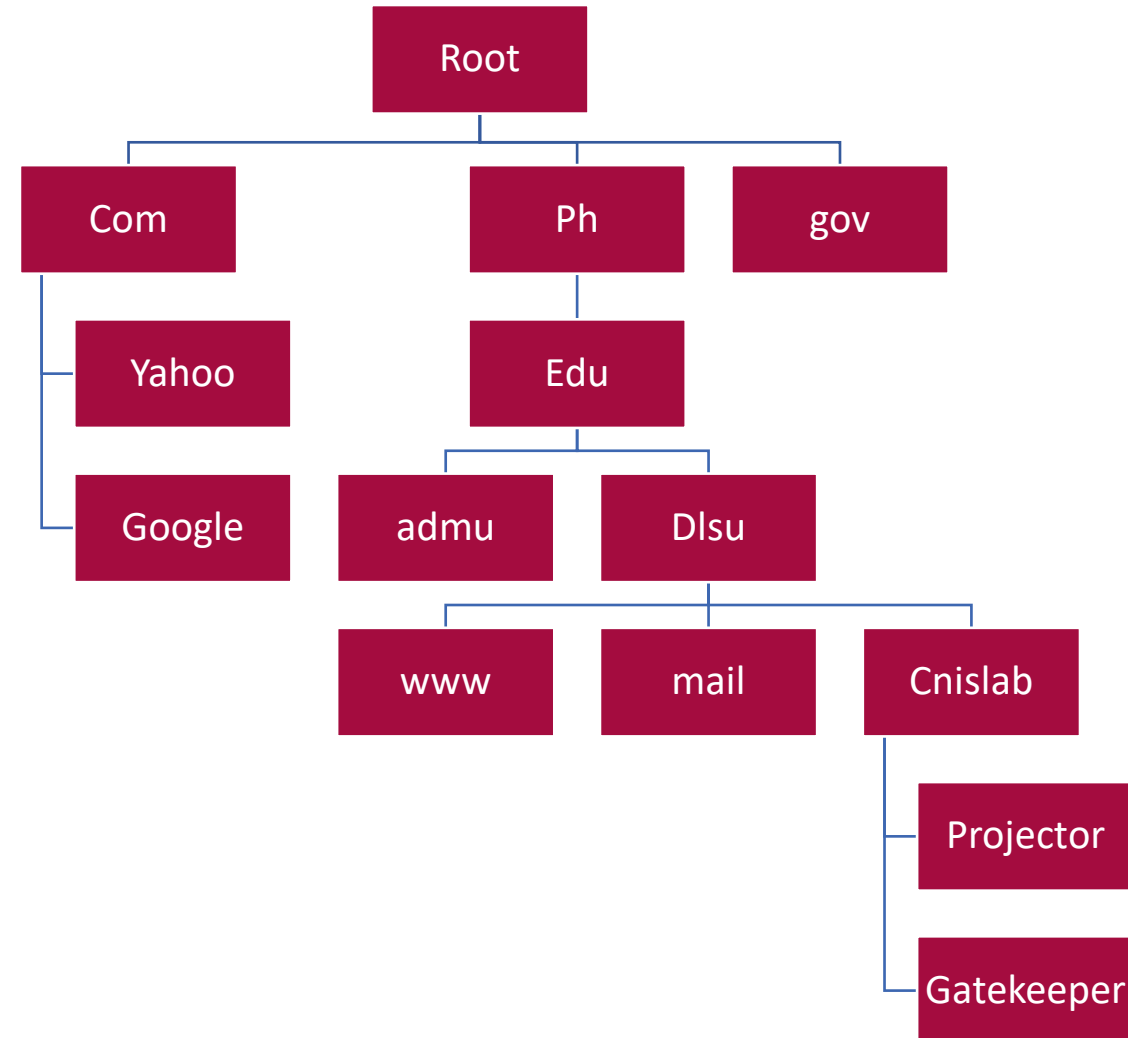 Root
Com
Ph
gov
Yahoo
Edu
Google
admu
Dlsu
www
mail
Cnislab
Projector
Gatekeeper